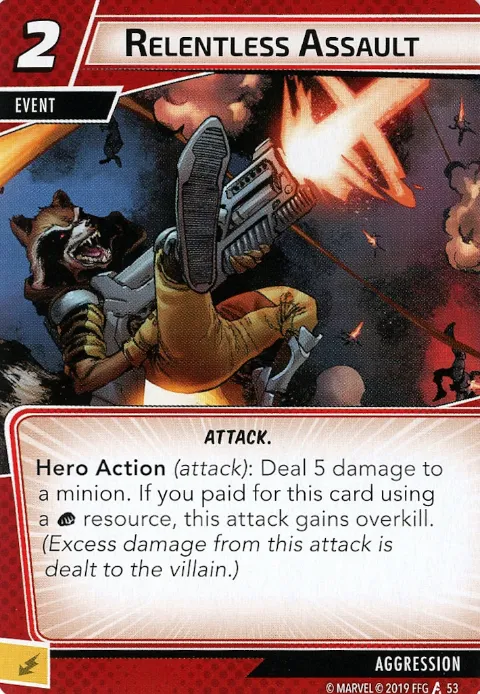 2
RELENTLESS ASSAULT
EVENT
ATTACK.
Hero Action (attack): Deal 5 damage to
a minion. If you paid for this card using
a resource, this attack gains overkill.
(Excess damage from this attack is
dealt to the villain.)
AGGRESSION
© MARVEL © 2019 FFG 53